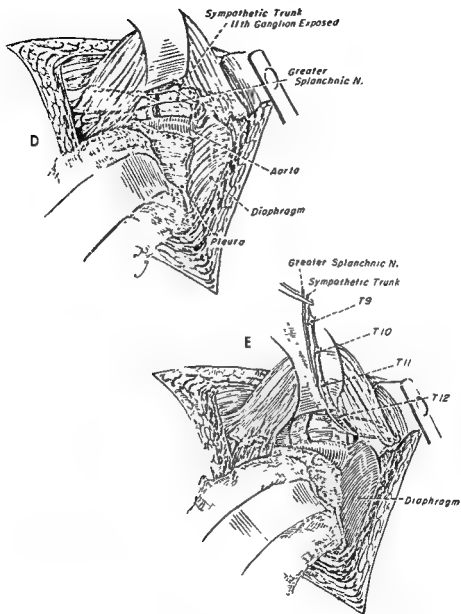 Sympathetic Trunk
11th Ganglion Exposed
Greater
Splanchnic N.
D
Aorta
Diaphragm
Pleura
Greater Splanchnic N.
Sympathetic Trunk
T9
E
T10
T11
T12
Diaphragm